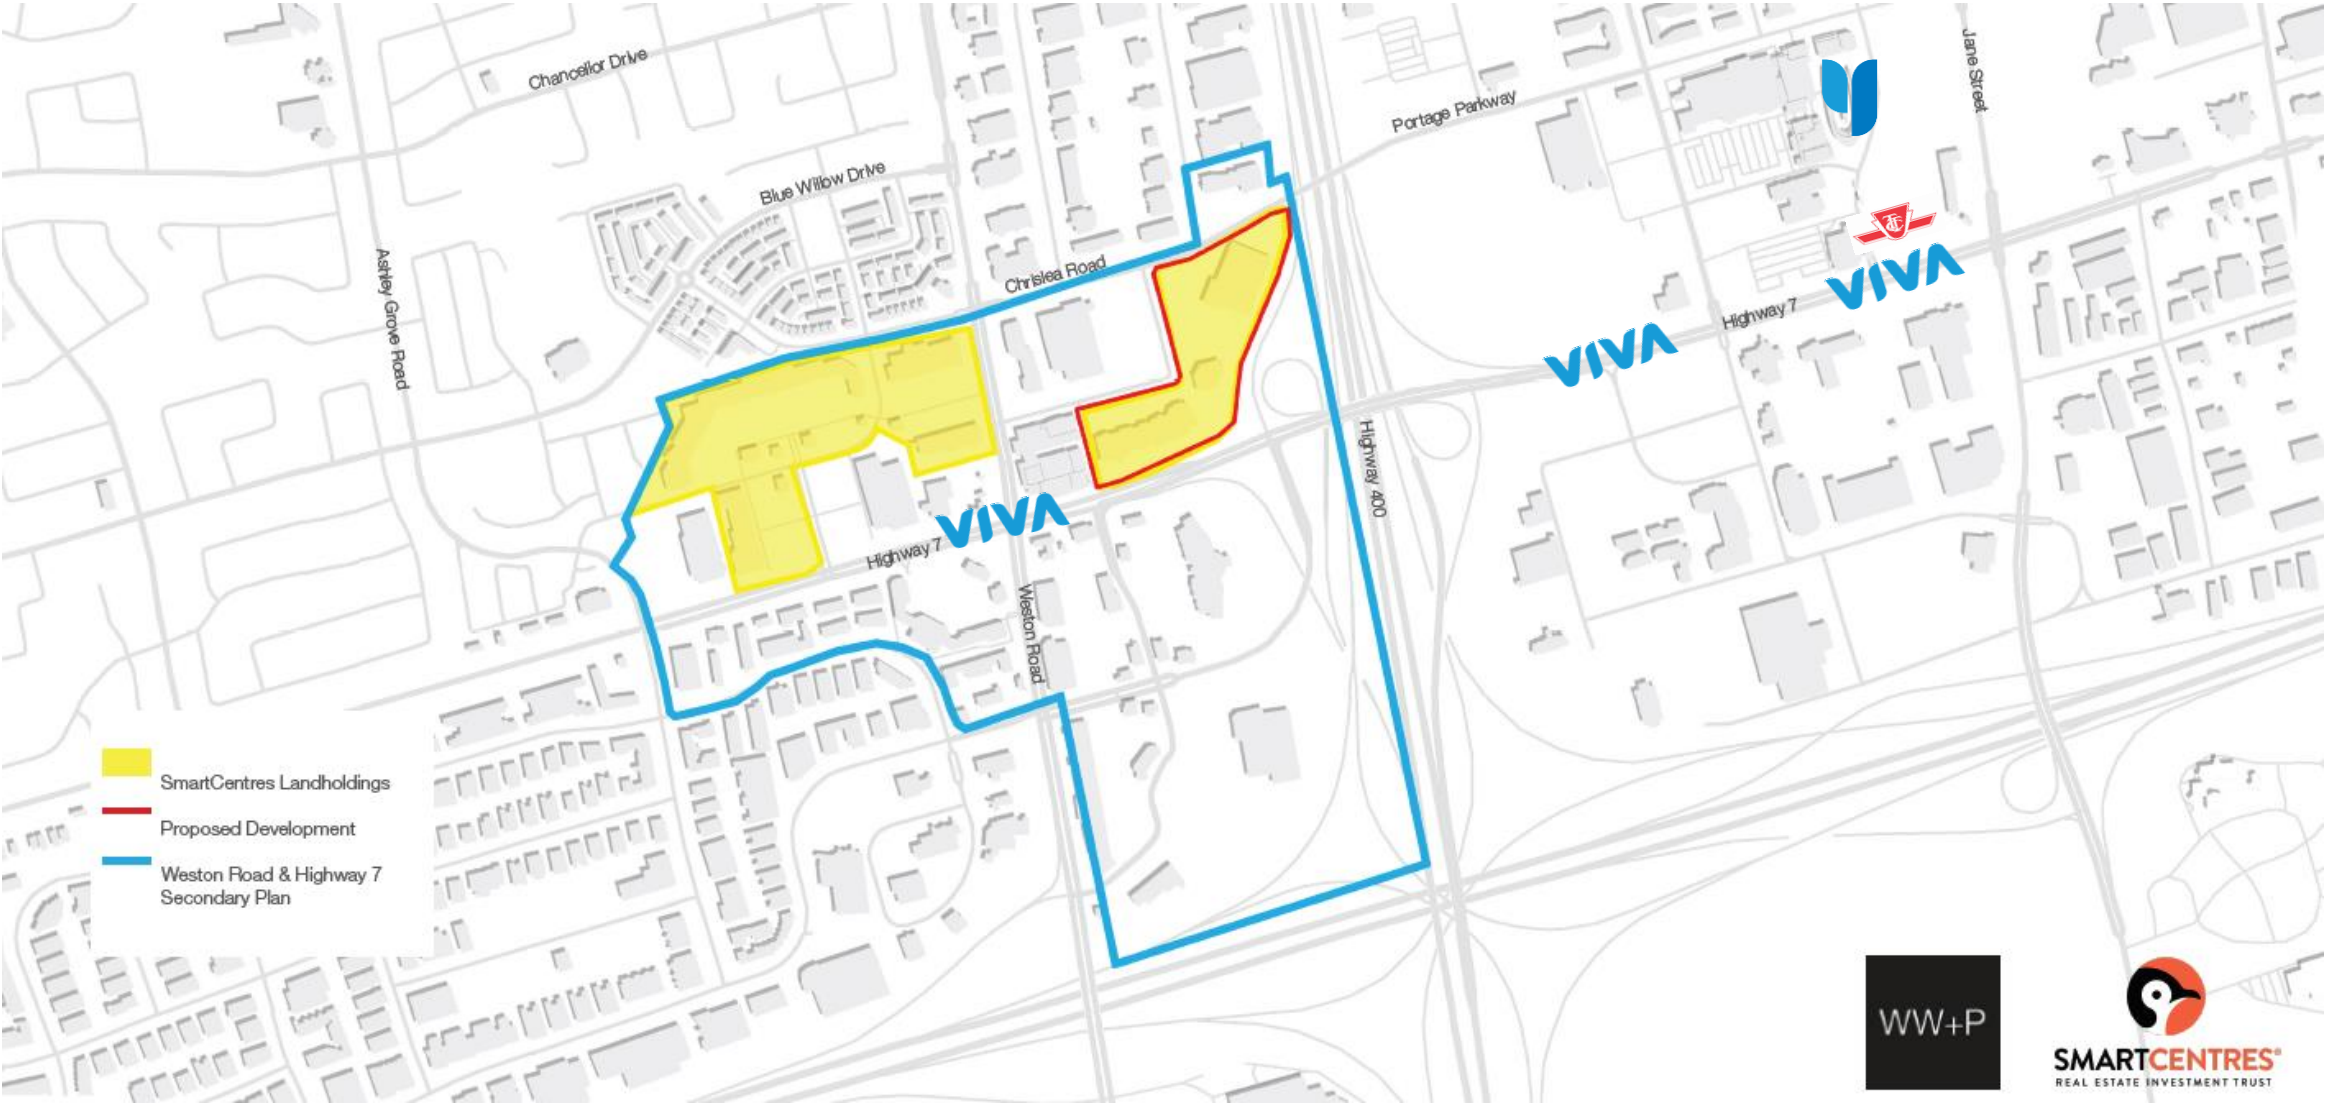 Chancellor Drive
Jane Street
Portage Parkway
Blue Willow Drive
TTC
Ashley Grove Road
Chrislea Road
VIVA
Highway 7
VIVA
Highway 400
VIVA
Highway 7
Weston Road
SmartCentres Landholdings
Proposed Development
Weston Road & Highway 7
Secondary Plan
WW+P
SMARTCENTRES®
REAL ESTATE INVESTMENT TRUST